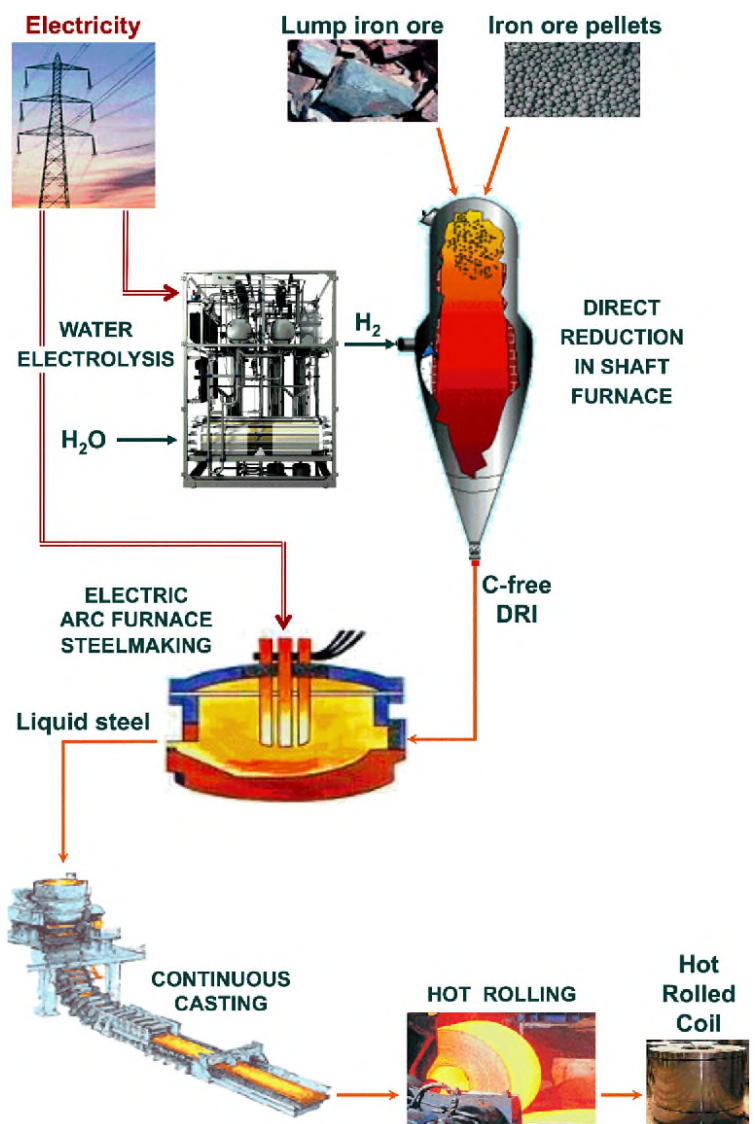 Electricity
Lump iron ore
Iron ore pellets
WATER
ELECTROLYSIS
H₂
DIRECT
REDUCTION
IN SHAFT
FURNACE
H₂O
C-free
DRI
ELECTRIC
ARC FURNACE
STEELMAKING
Liquid steel
CONTINUOUS
CASTING
HOT ROLLING
Hot
Rolled
Coil